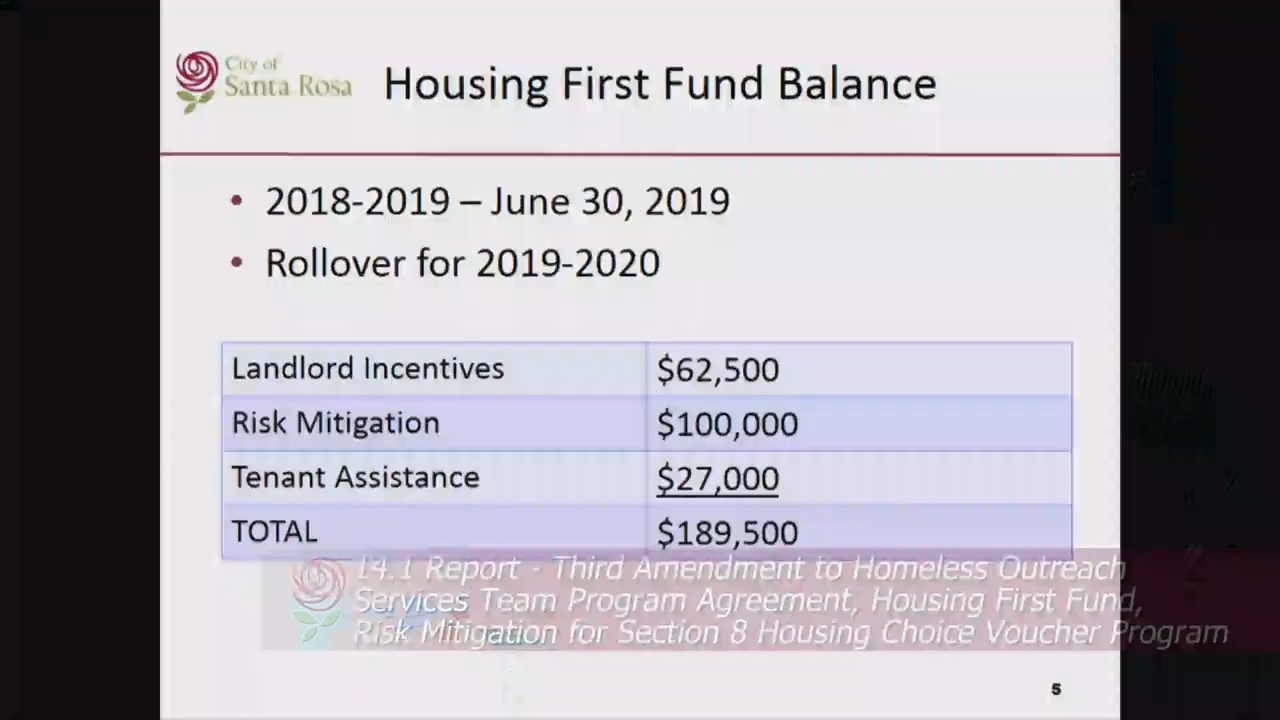 City of
Santa Rosa
Housing First Fund Balance
• 2018-2019 – June 30, 2019
• Rollover for 2019-2020
Landlord Incentives $62,500
Risk Mitigation $100,000
Tenant Assistance $27,000
TOTAL $189,500
14.1 Report - Third Amendment to Homeless Outreach
Services Team Program Agreement, Housing First Fund,
Risk Mitigation for Section 8 Housing Choice Voucher Program
5